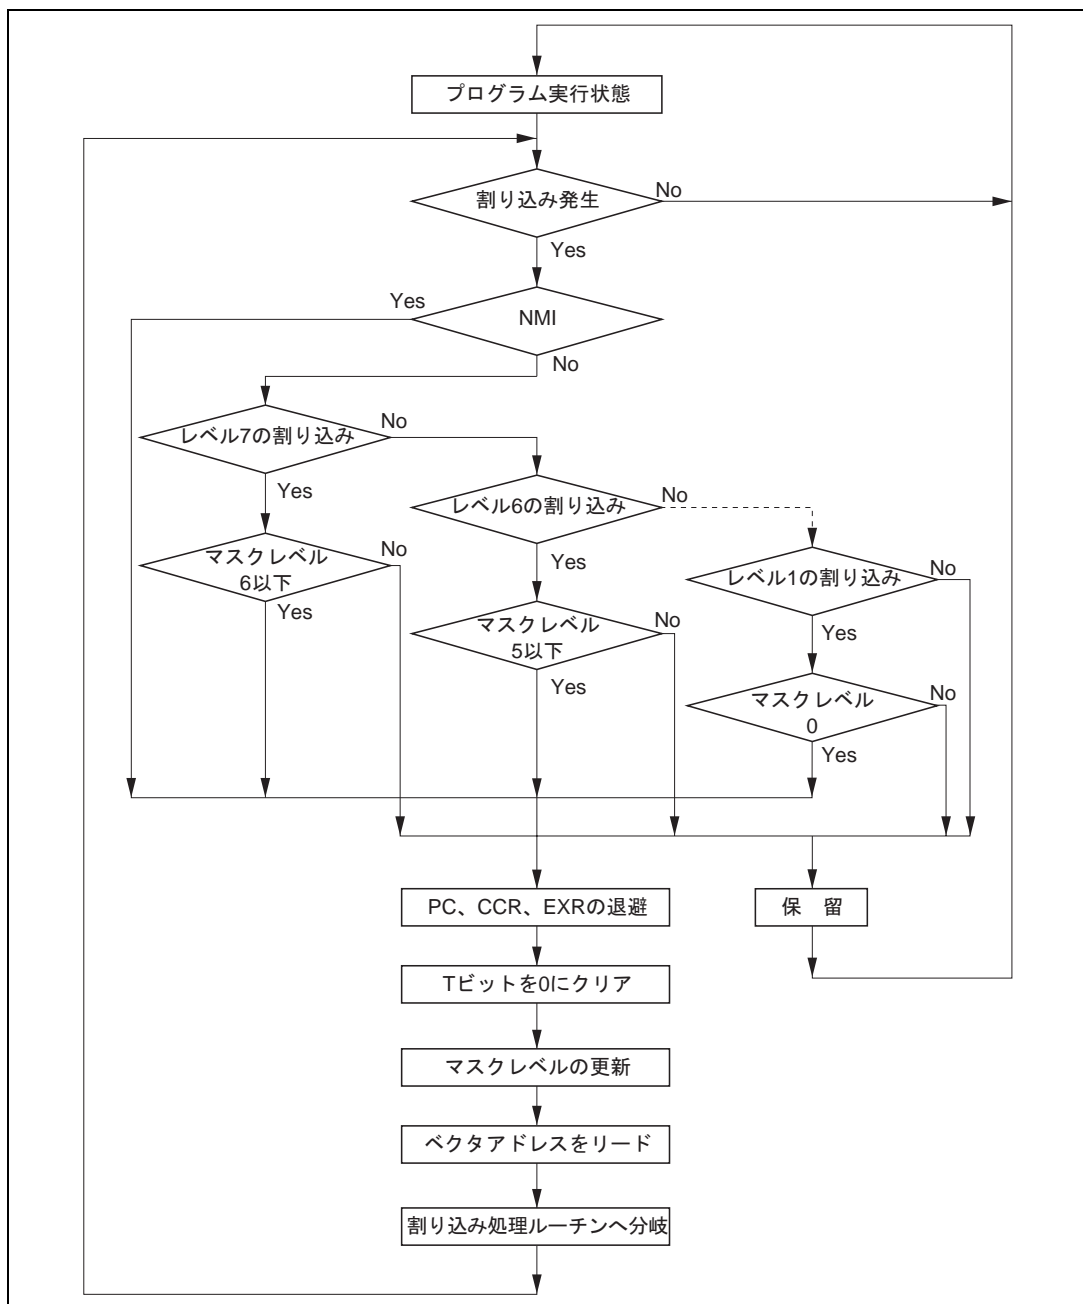 プログラム実行状態
割り込み発生
No
Yes
Yes
NMI
No
レベル7の割り込み
No
Yes
レベル6の割り込み
No
Yes
マスクレベル
6以下
No
Yes
レベル1の割り込み
No
Yes
マスクレベル
5以下
No
Yes
マスクレベル
0
No
Yes
PC、CCR、EXRの退避
保　留
Tビットを0にクリア
マスクレベルの更新
ベクタアドレスをリード
割り込み処理ルーチンへ分岐